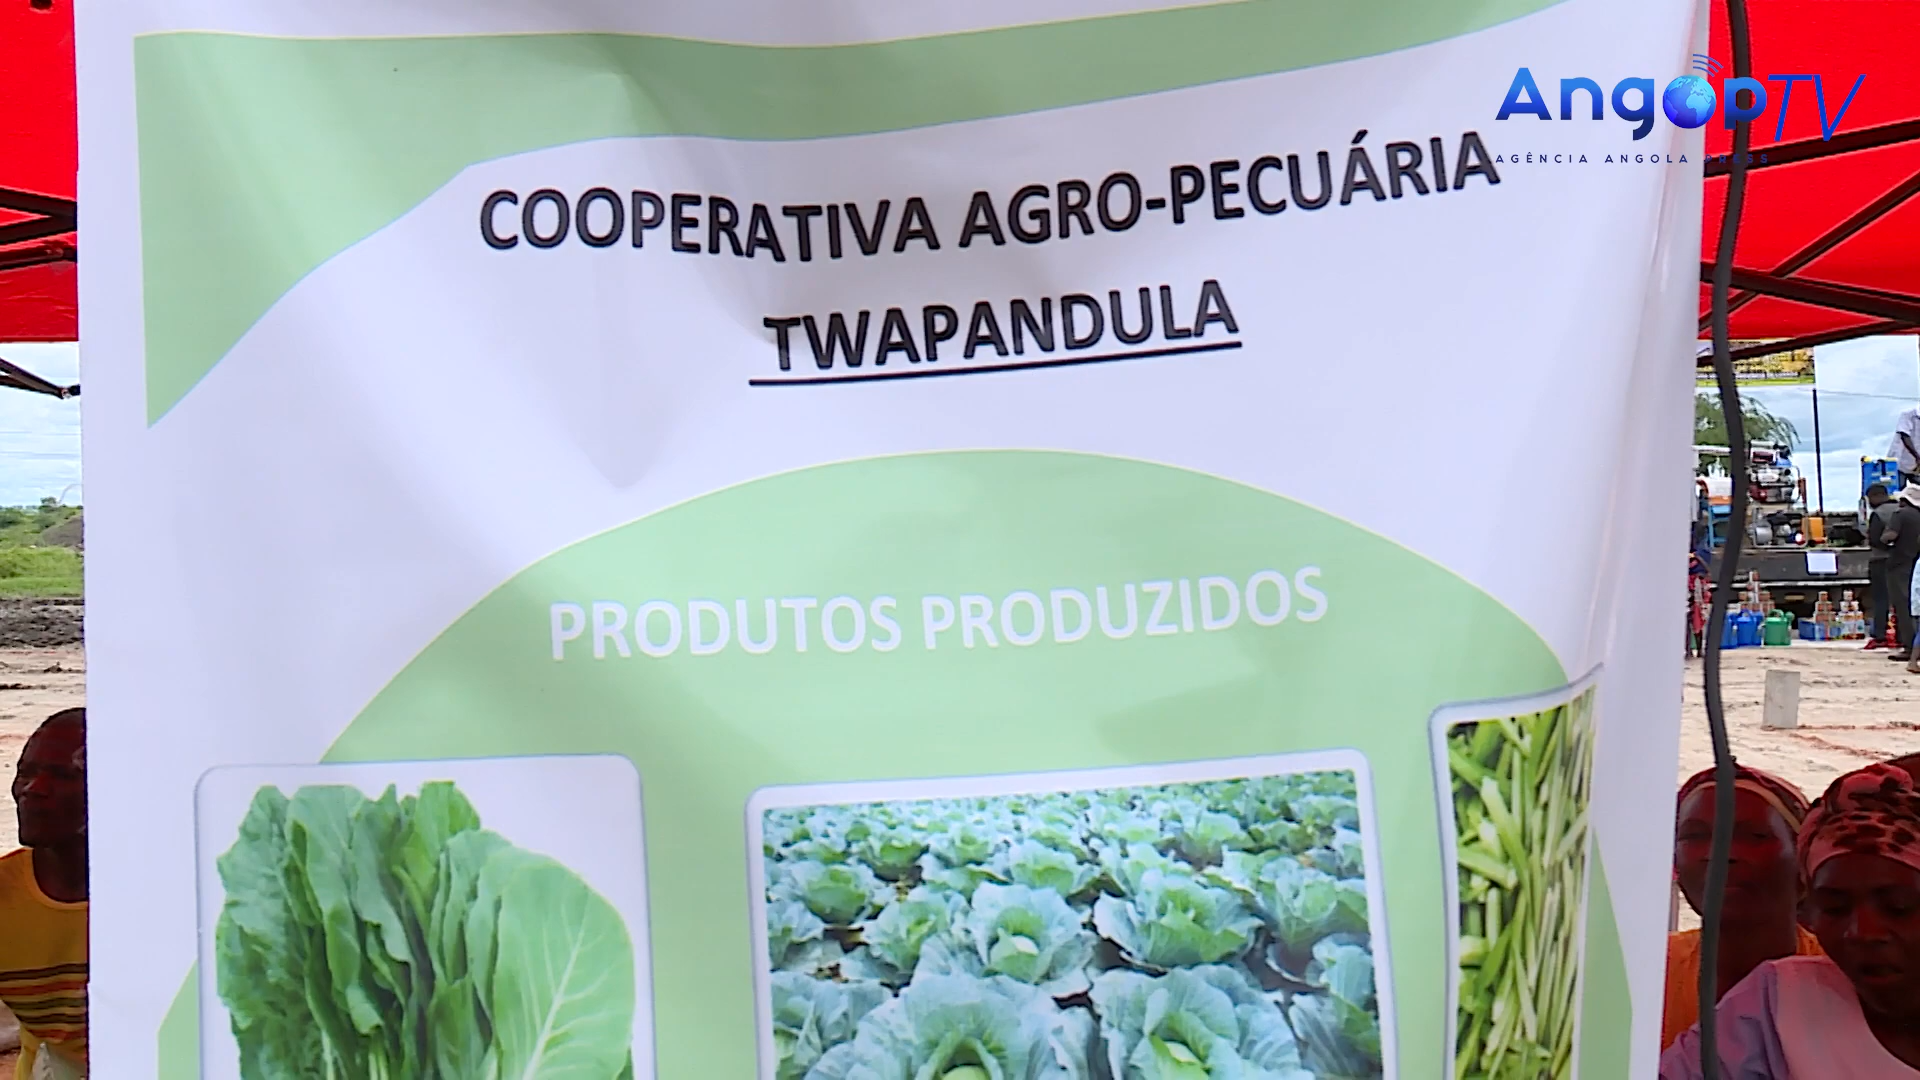 AngopTV
AGÊNCIA ANGOLA PRESS
COOPERATIVA AGRO-PECUÁRIA
TWAPANDULA
PRODUTOS PRODUZIDOS